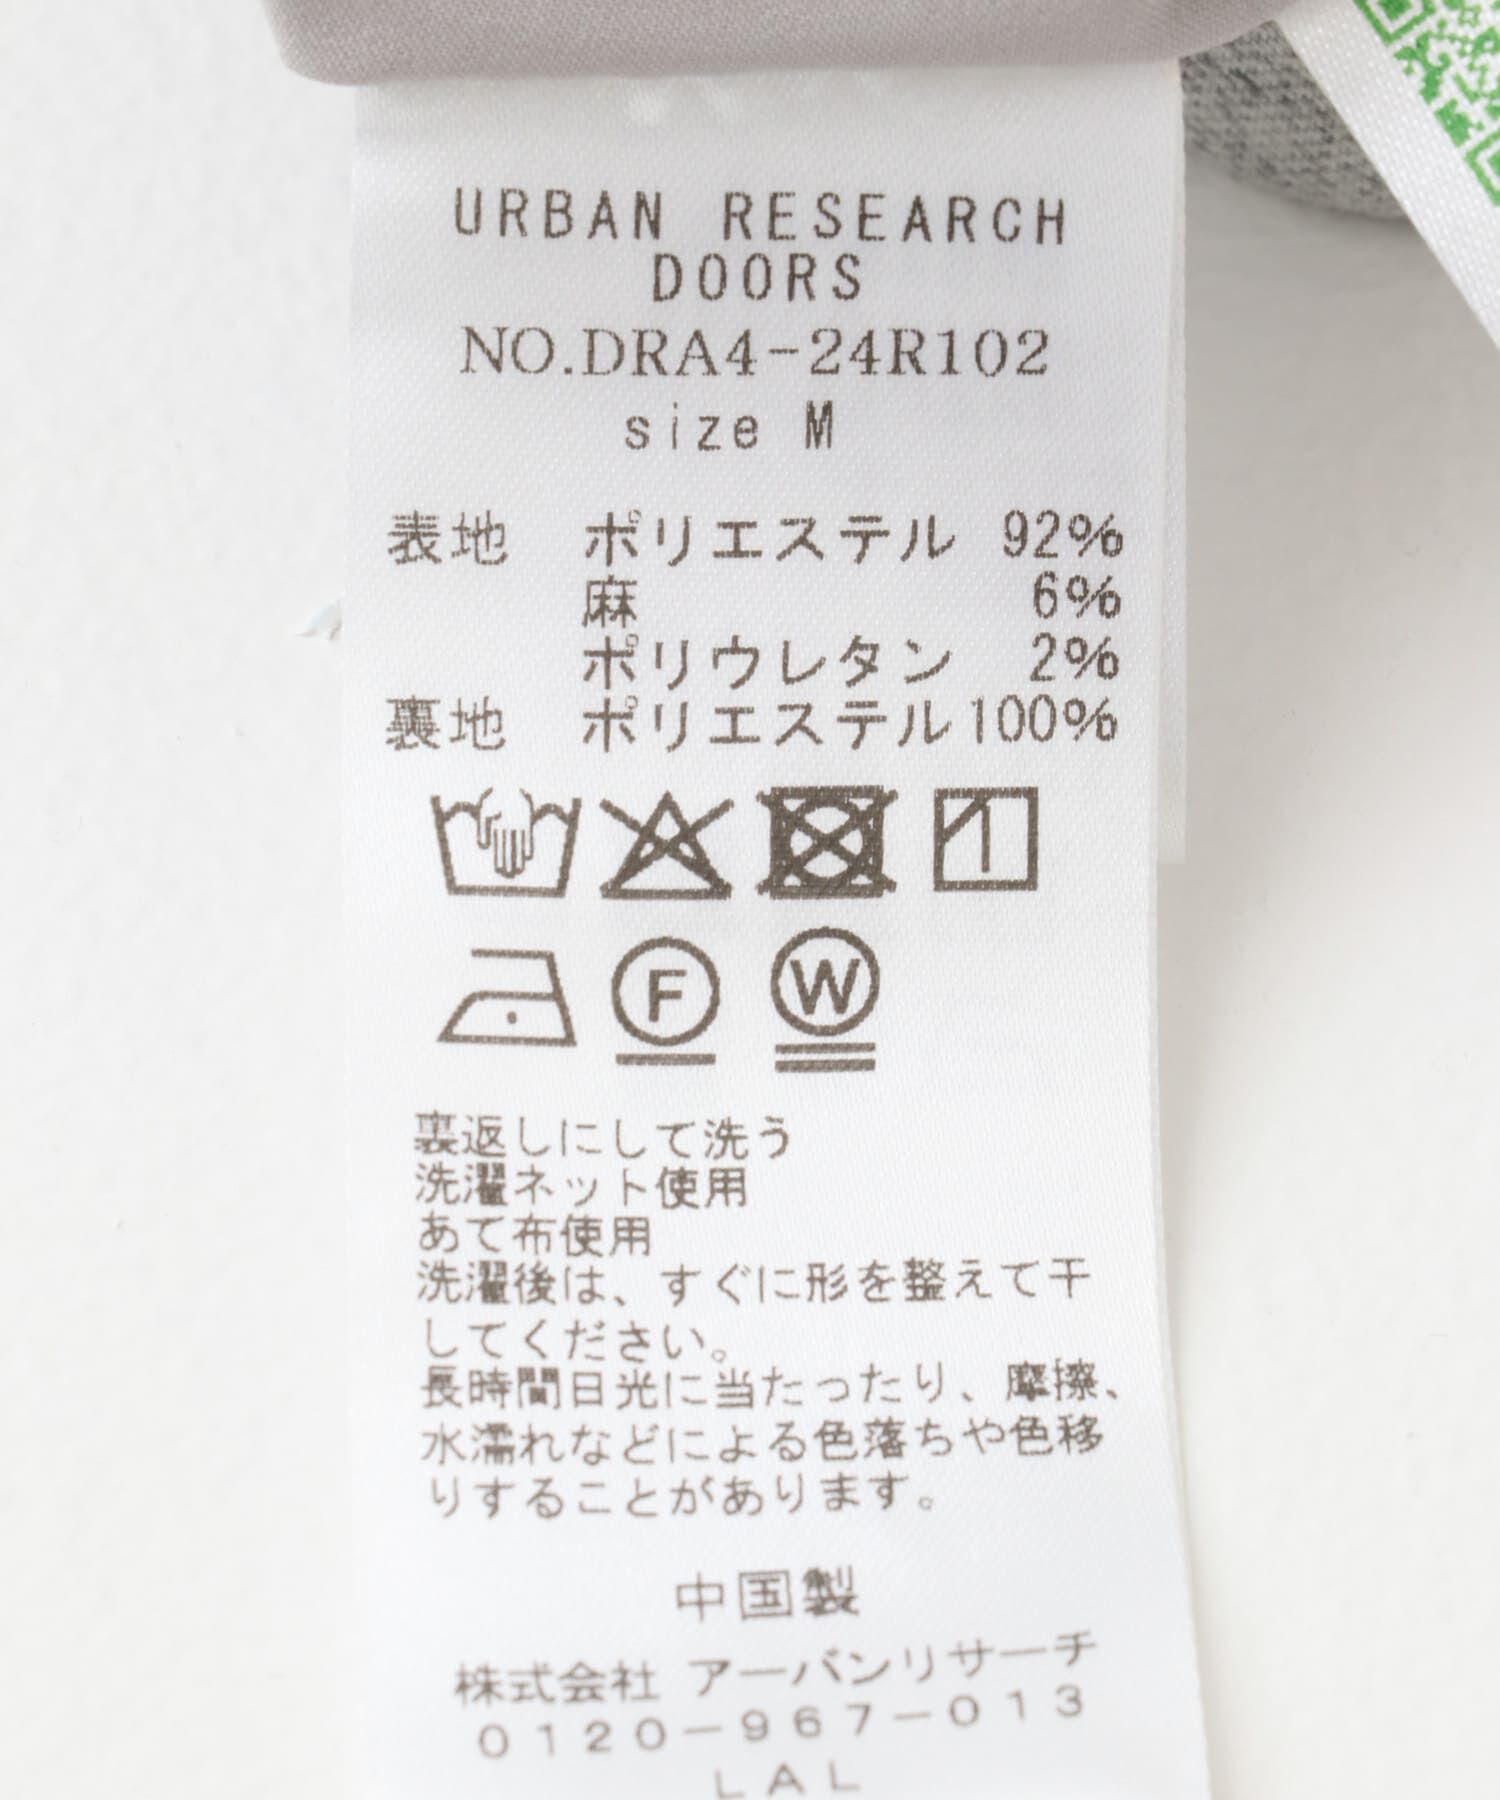 URBAN RESEARCH
DOORS
NO.DRA4-24R102
size M
表地 ポリエステル 92%
麻 6%
ポリウレタン 2%
裏地 ポリエステル100%
F W
裏返しにして洗う
洗濯ネット使用
あて布使用
洗濯後は、すぐに形を整えて干
してください。
長時間日光に当たったり、摩擦、
水濡れなどによる色落ちや色移
りすることがあります。
中国製
株式会社 アーバンリサーチ
0120-967-013
LAL